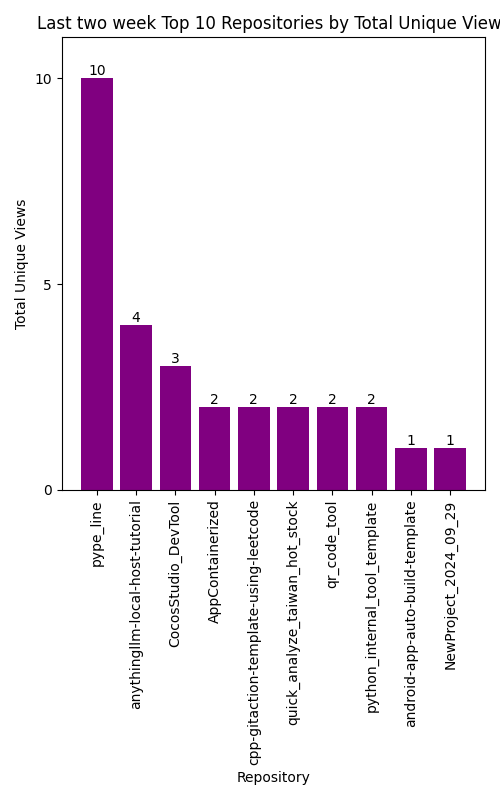 Last two week Top 10 Repositories by Total Unique View
10
5
0
Total Unique Views
10
4
3
2
2
2
2
2
1
1
pype_line
anythingllm-local-host-tutorial
CocosStudio_DevTool
AppContainerized
cpp-gitaction-template-using-leetcode
quick_analyze_taiwan_hot_stock
qr_code_tool
python_internal_tool_template
android-app-auto-build-template
NewProject_2024_09_29
Repository